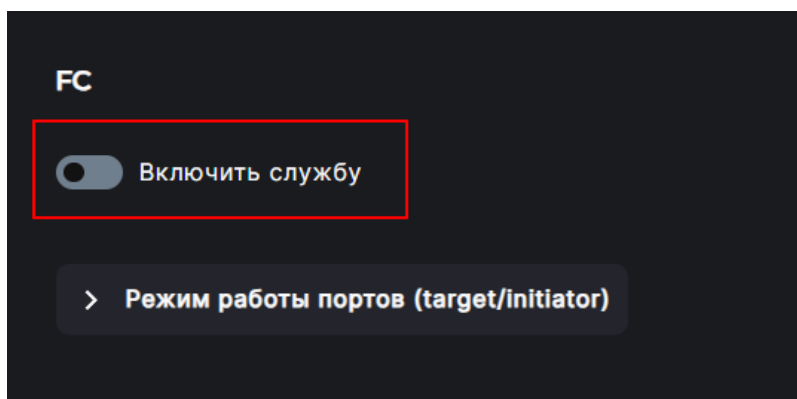 FC
Включить службу
Режим работы портов (target/initiator)